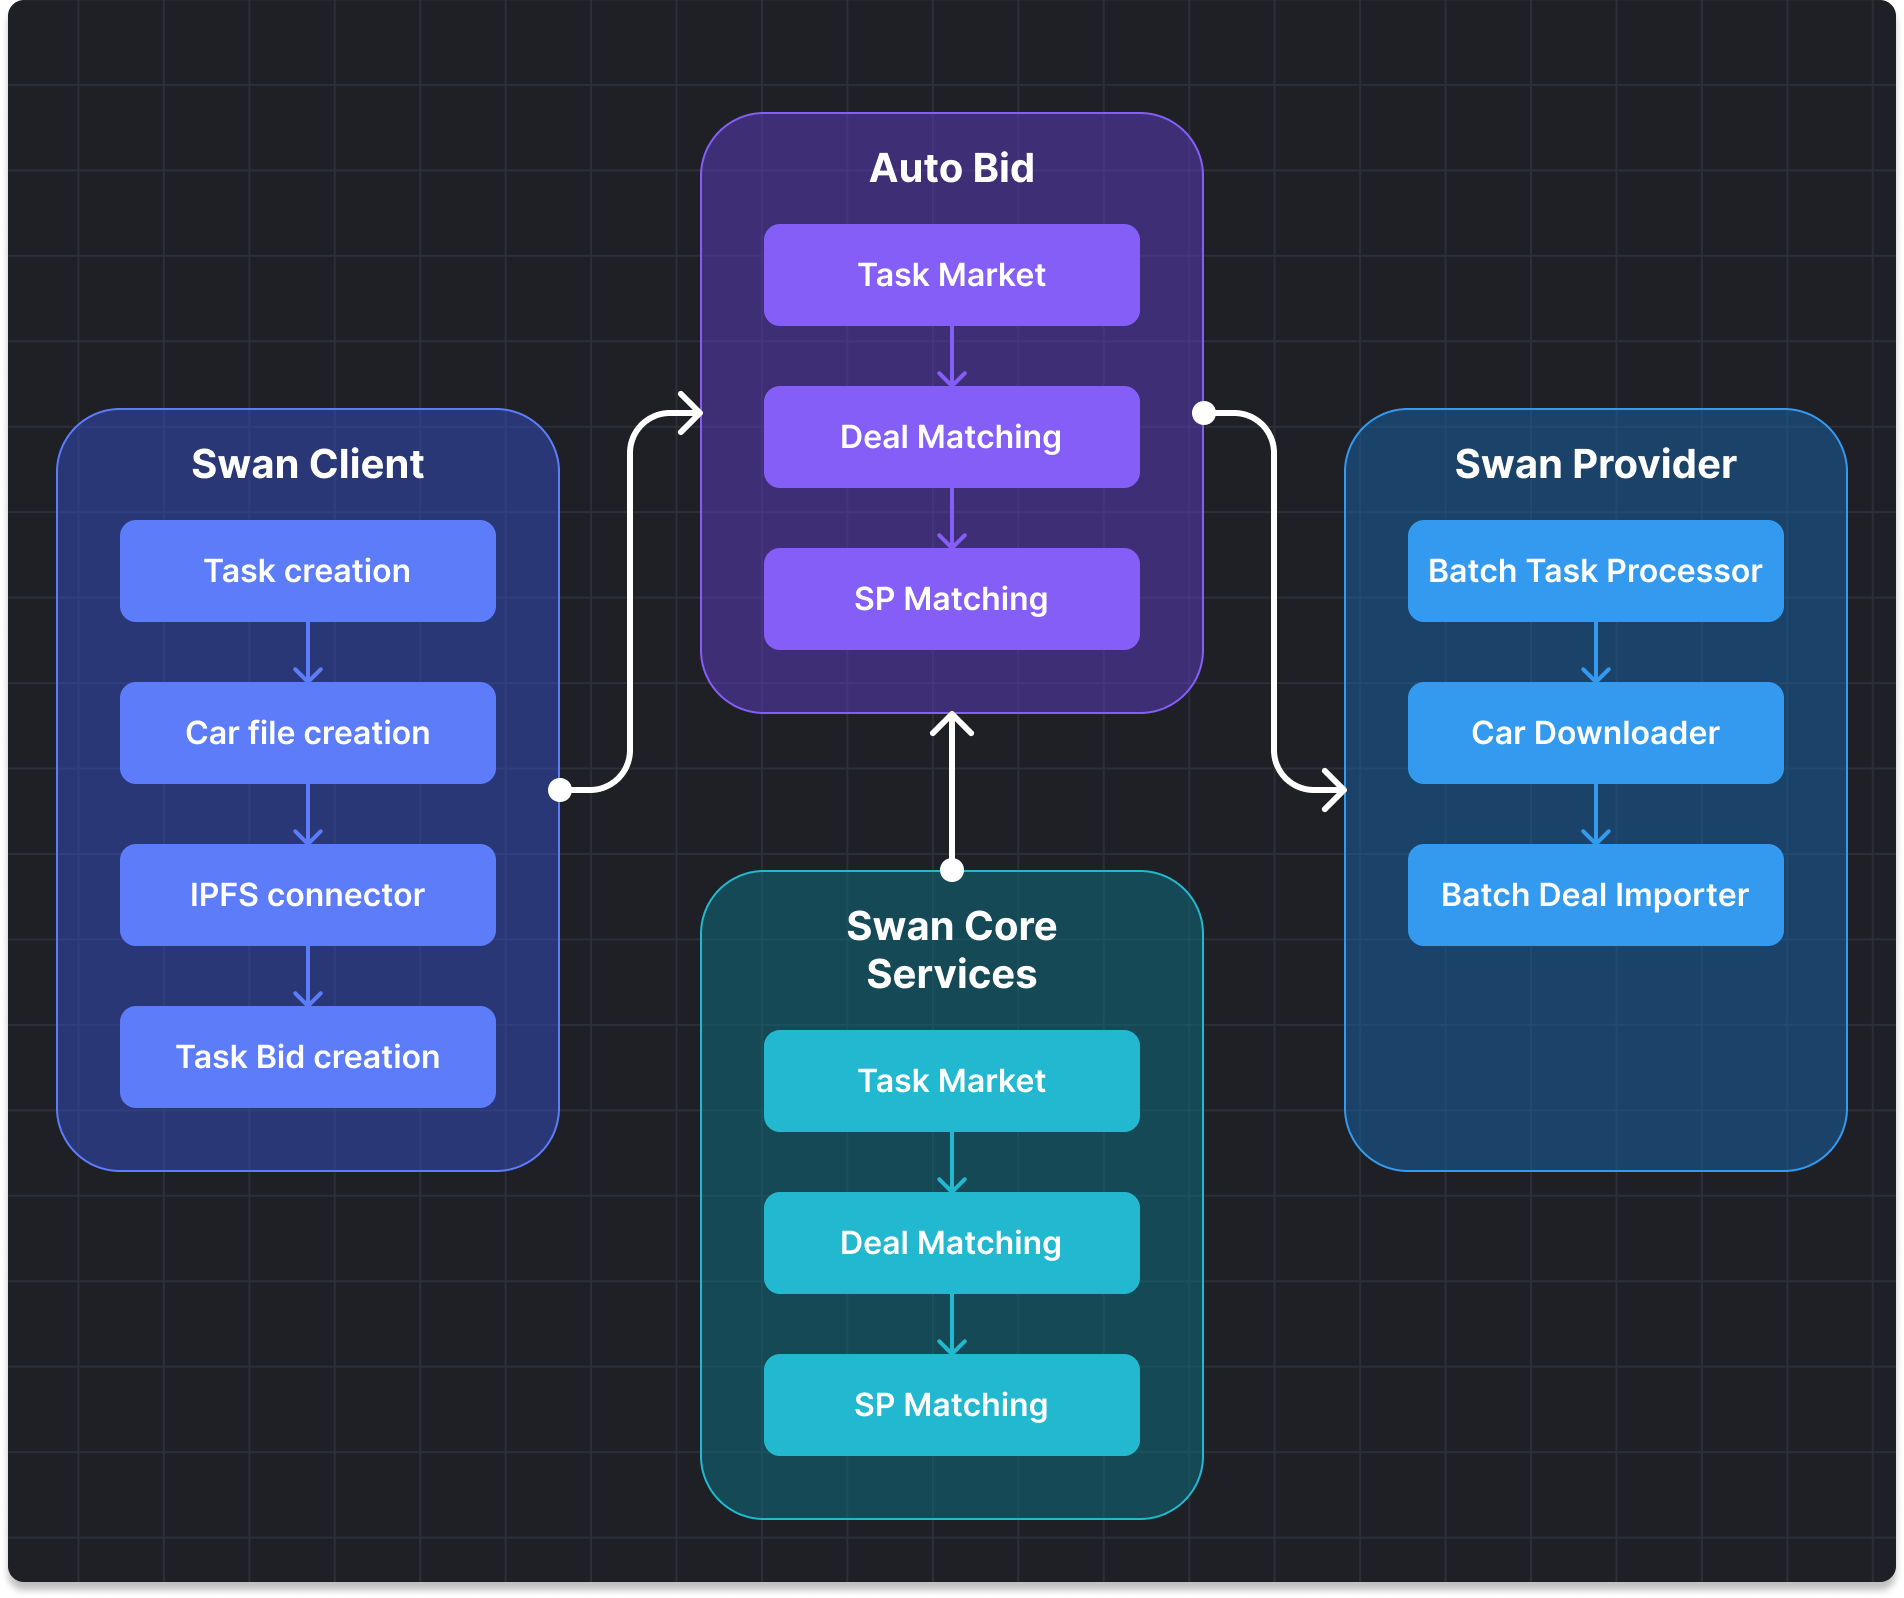 Auto Bid
Task Market
Deal Matching
SP Matching
Swan Client
Task creation
Car file creation
IPFS connector
Task Bid creation
Swan Provider
Batch Task Processor
Car Downloader
Batch Deal Importer
Swan Core
Services
Task Market
Deal Matching
SP Matching